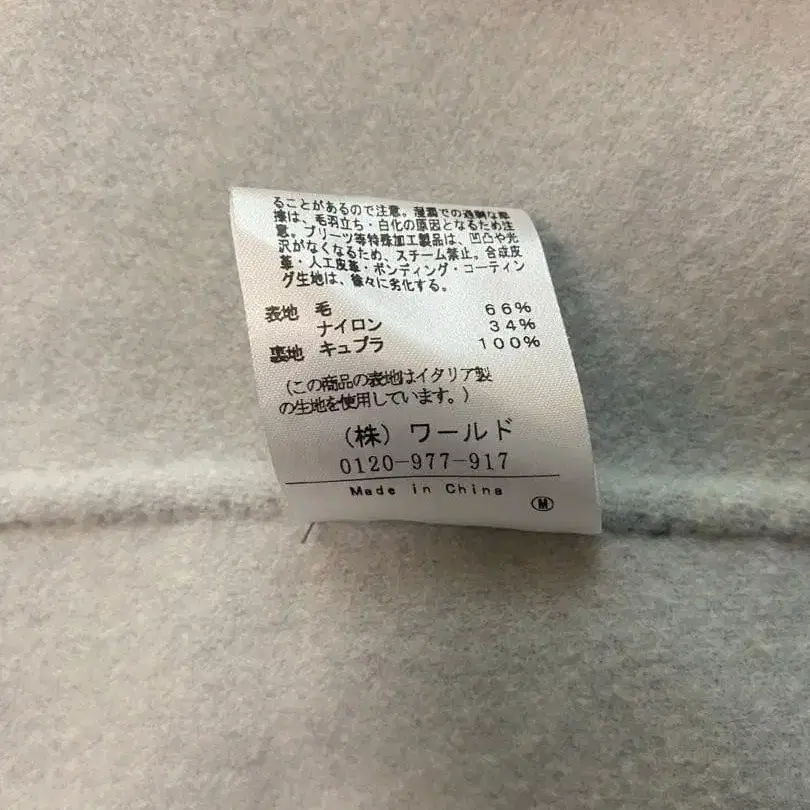 ることがあるので注意。湿潤での過剰な摩
擦は、毛羽立ち・白化の原因となるため注
意。プリーツ等特殊加工製品は、凹凸や光
沢がなくなるため、スチーム禁止。合成皮
革・人工皮革・ボンディング・コーティン
グ生地は、徐々に劣化する。
表地 毛 66%
ナイロン 34%
裏地 キュプラ 100%
(この商品の表地はイタリア製
の生地を使用しています。)
(株)ワールド
0120-977-917
Made in China
M